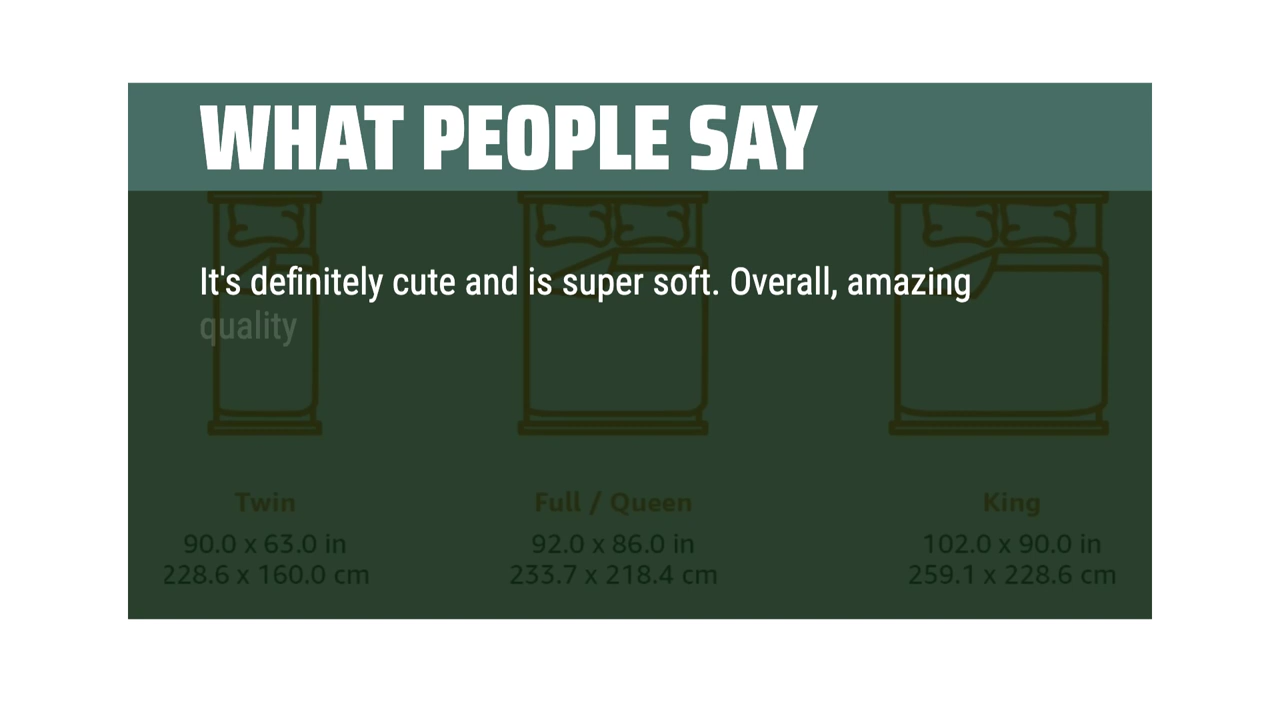 WHAT PEOPLE SAY
It's definitely cute and is super soft. Overall, amazing
quality
Twin
90.0 x 63.0 in
228.6 x 160.0 cm
Full / Queen
92.0 x 86.0 in
233.7 x 218.4 cm
King
102.0 x 90.0 in
259.1 x 228.6 cm